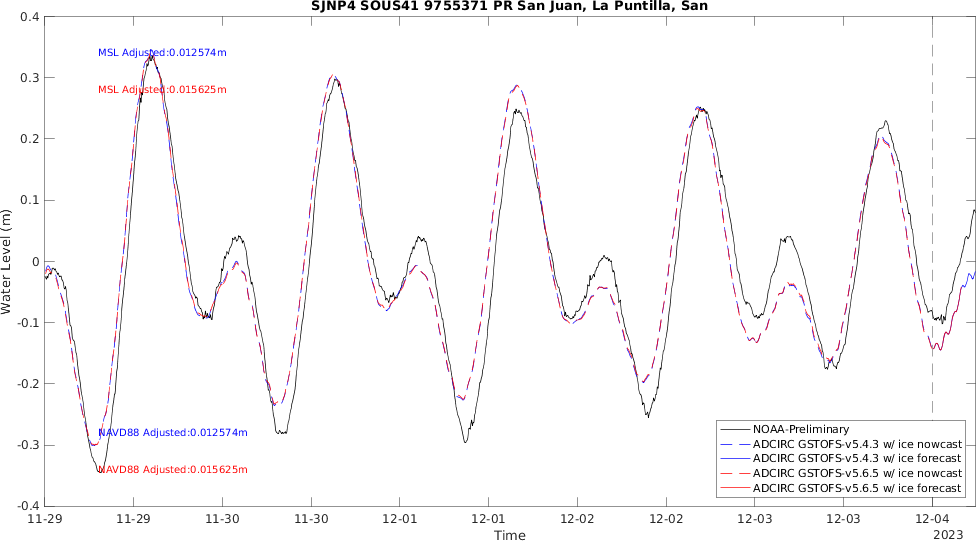 SJNP4 SOUS41 9755371 PR San Juan, La Puntilla, San
0.4
0.3
0.2
0.1
0
-0.1
-0.2
-0.3
-0.4
Water Level (m)
MSL Adjusted:0.012574m
MSL Adjusted:0.015625m
NAVD88 Adjusted:0.012574m
NAVD88 Adjusted:0.015625m
NOAA-Preliminary
ADCIRC GSTOFS-v5.4.3 w/ ice nowcast
ADCIRC GSTOFS-v5.4.3 w/ ice forecast
ADCIRC GSTOFS-v5.6.5 w/ ice nowcast
ADCIRC GSTOFS-v5.6.5 w/ ice forecast
11-29 11-29 11-30 11-30 12-01 12-01 12-02 12-02 12-03 12-03 12-04
2023
Time